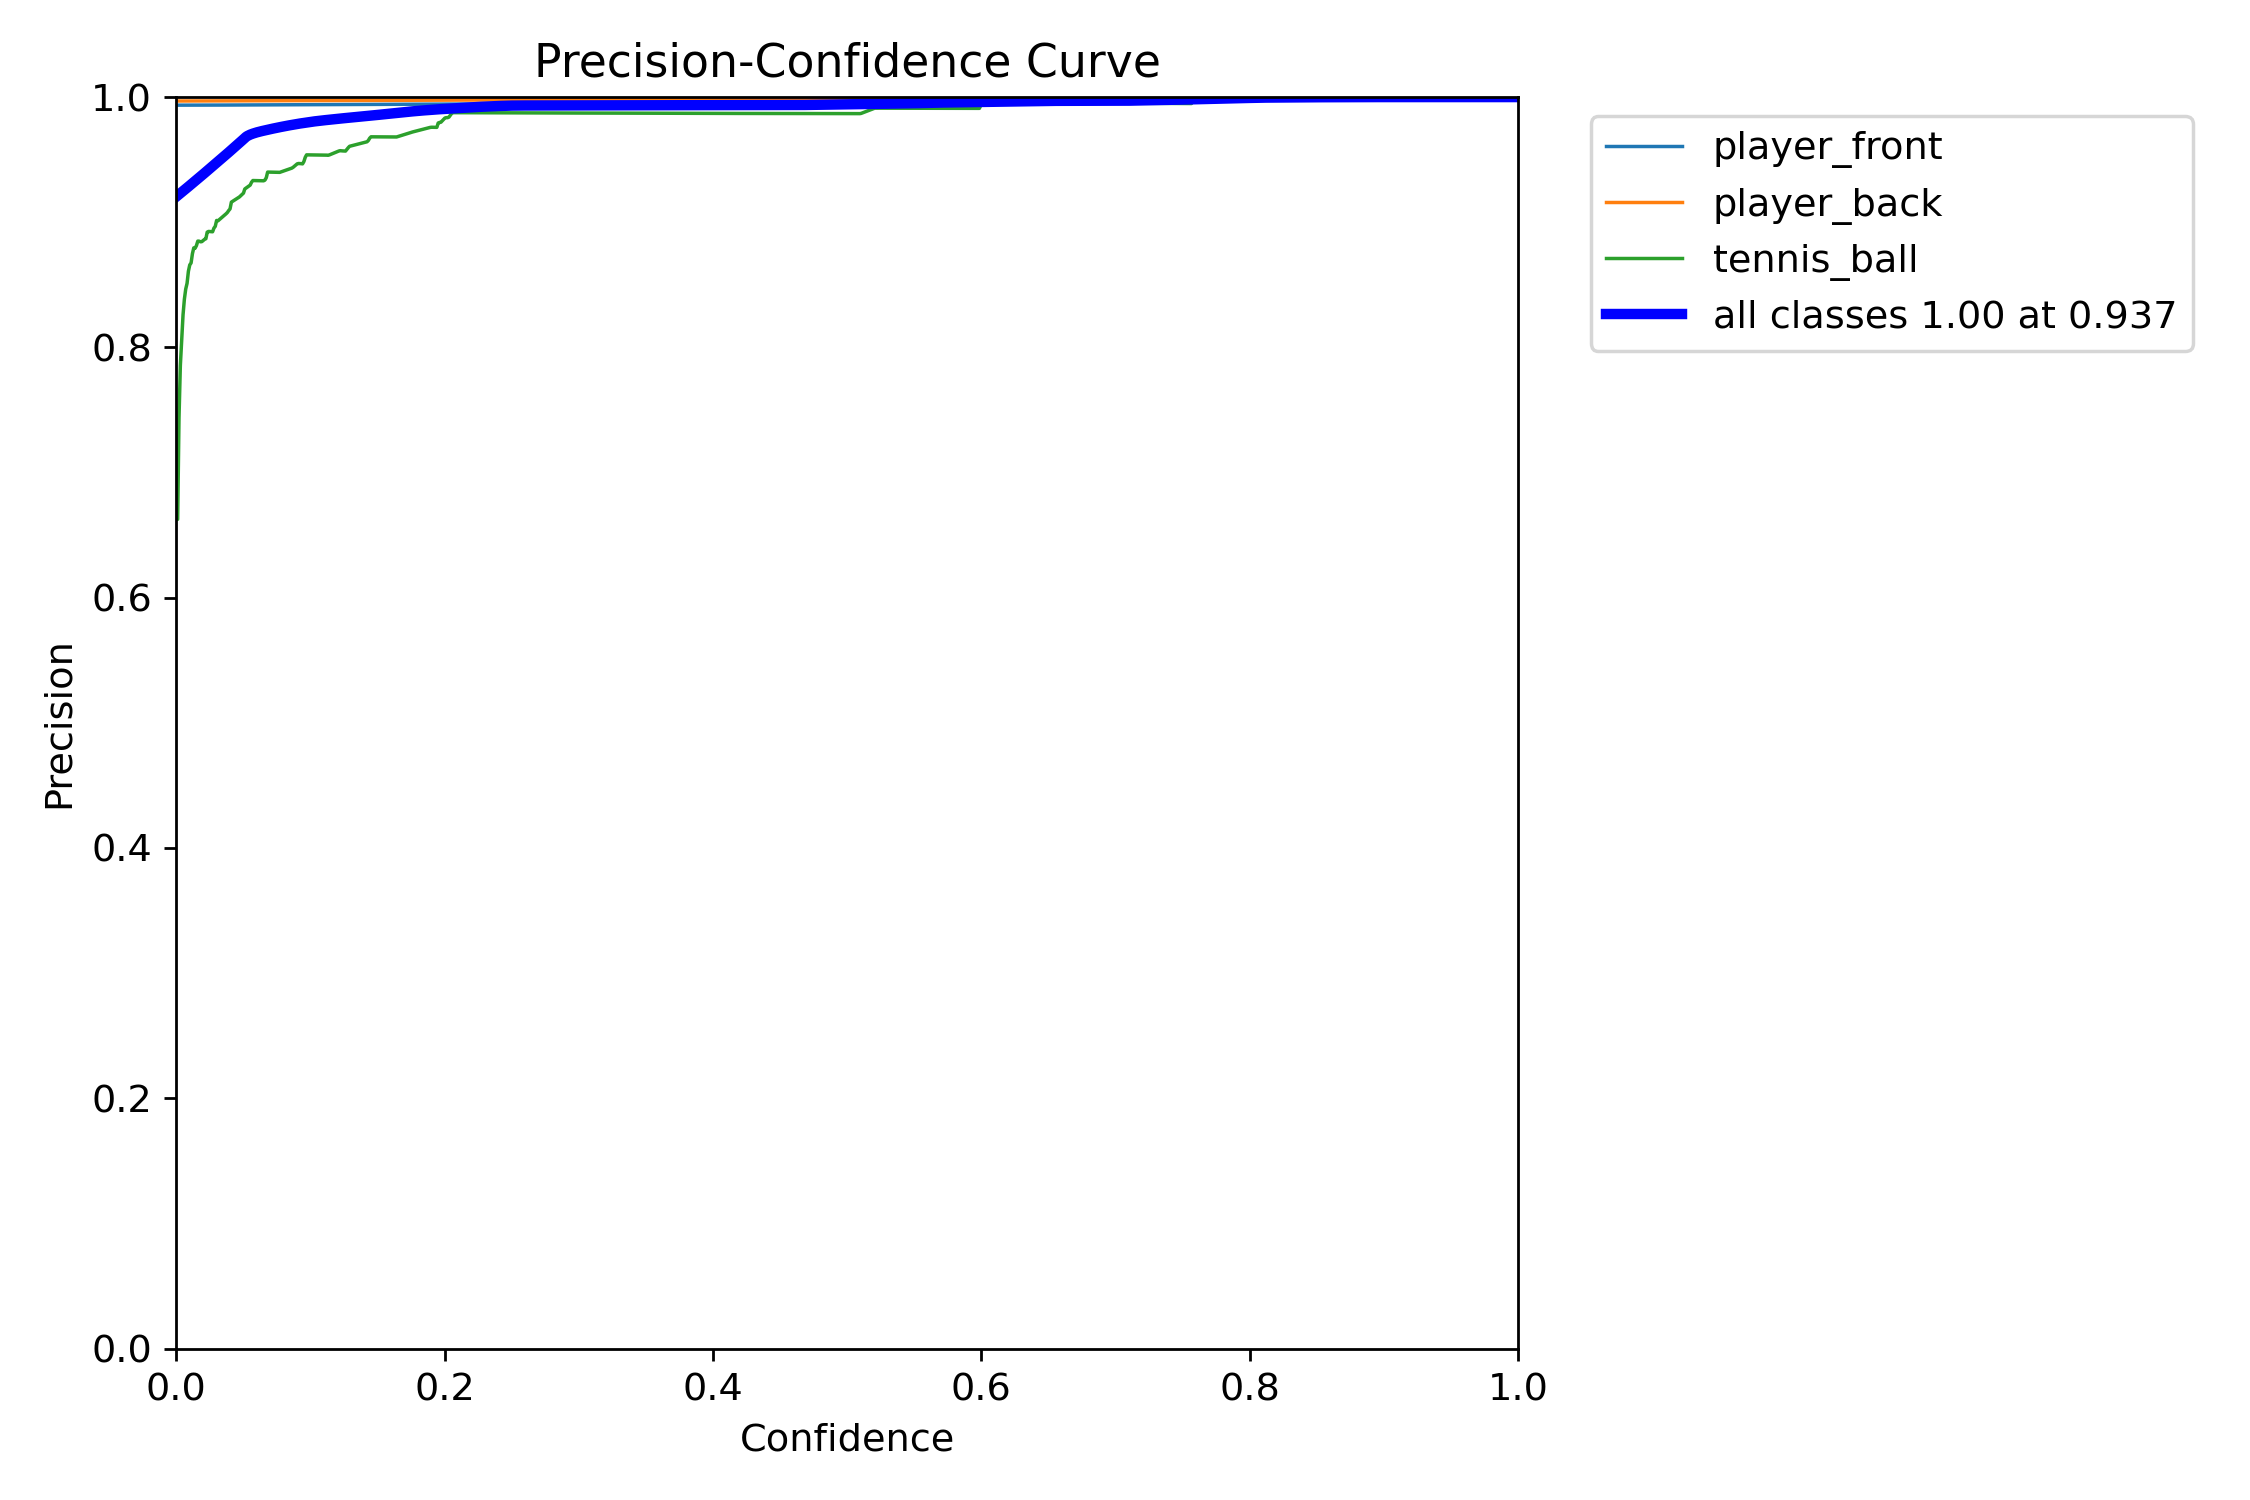 Precision-Confidence Curve
1.0
0.8
0.6
0.4
0.2
0.0
Precision
0.0 0.2 0.4 0.6 0.8 1.0
Confidence
player_front
player_back
tennis_ball
all classes 1.00 at 0.937